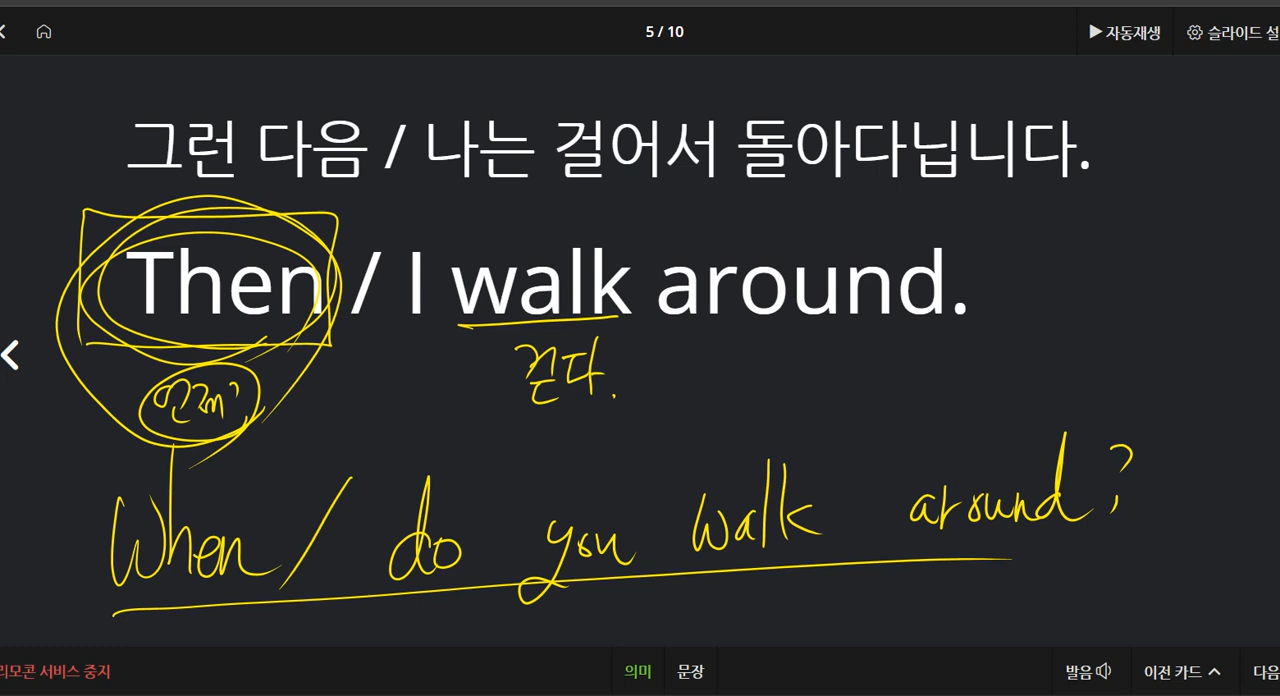 5 / 10
자동재생
슬라이드 설
그런 다음 / 나는 걸어서 돌아다닙니다.
Then / I walk around.
걷다.
언제?
When / do you walk around?
리모콘 서비스 중지
의미
문장
발음
이전 카드
다음